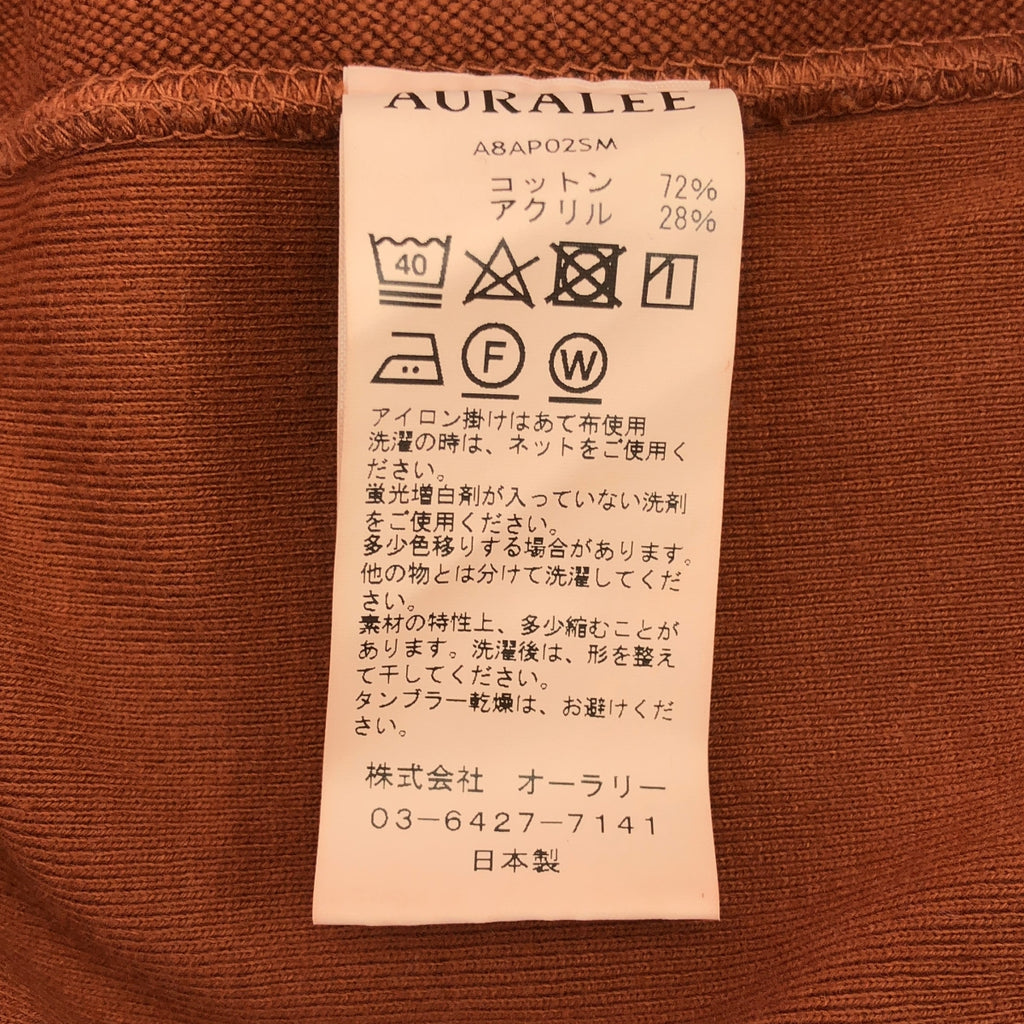 AURALEE
A8AP02SM
コットン 72%
アクリル 28%
40
F W
アイロン掛けはあて布使用
洗濯の時は、ネットをご使用く
ださい。
蛍光増白剤が入っていない洗剤
をご使用ください。
多少色移りする場合があります。
他の物とは分けて洗濯してくだ
さい。
素材の特性上、多少縮むことが
あります。洗濯後は、形を整え
て干してください。
タンブラー乾燥は、お避けくだ
さい。
株式会社 オーラリー
03-6427-7141
日本製